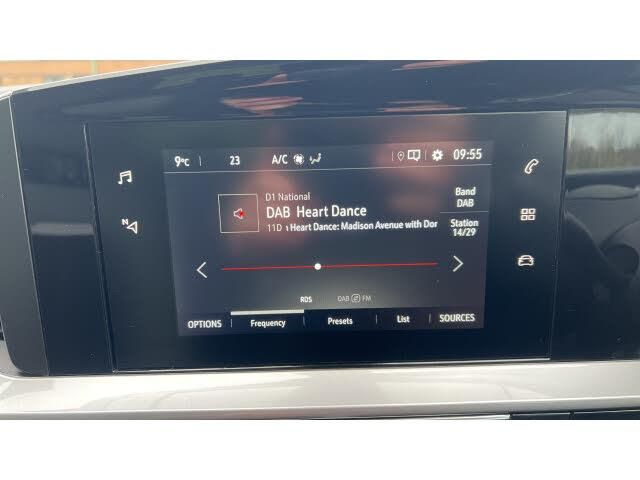 9°C 23 A/C 09:55
D1 National
DAB Heart Dance
11D Heart Dance: Madison Avenue with Dor
Band
DAB
Station
14/29
N
RDS DAB FM
OPTIONS Frequency Presets List SOURCES